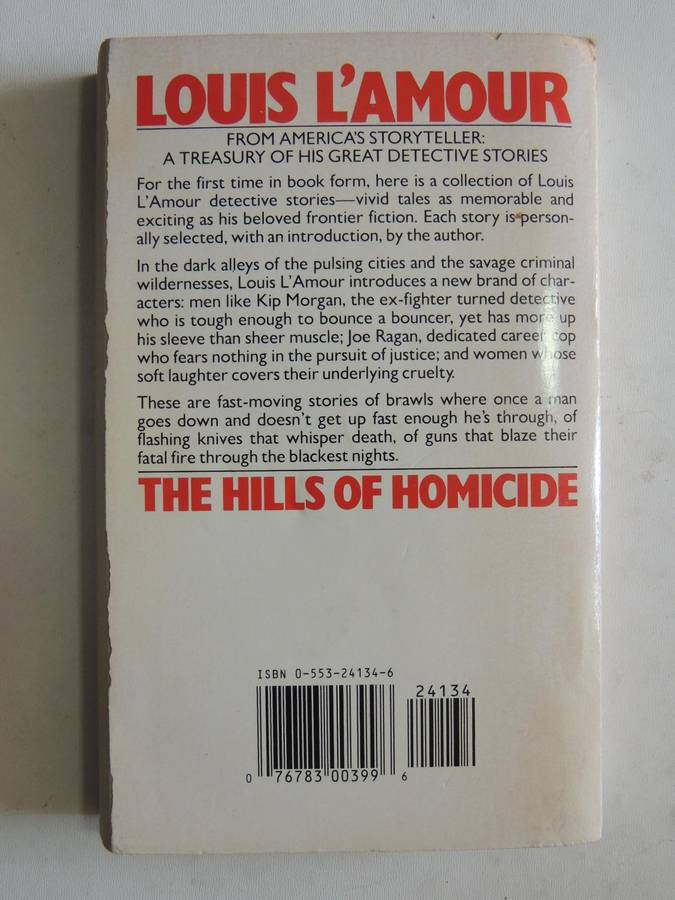 LOUIS L'AMOUR
FROM AMERICA'S STORYTELLER:
A TREASURY OF HIS GREAT DETECTIVE STORIES
For the first time in book form, here is a collection of Louis
L'Amour detective stories—vivid tales as memorable and
exciting as his beloved frontier fiction. Each story is person-
ally selected, with an introduction, by the author.
In the dark alleys of the pulsing cities and the savage criminal
wildernesses, Louis L'Amour introduces a new brand of char-
acters: men like Kip Morgan, the ex-fighter turned detective
who is tough enough to bounce a bouncer, yet has more up
his sleeve than sheer muscle; Joe Ragan, dedicated career cop
who fears nothing in the pursuit of justice; and women whose
soft laughter covers their underlying cruelty.
These are fast-moving stories of brawls where once a man
goes down and doesn't get up fast enough he's through, of
flashing knives that whisper death, of guns that blaze their
fatal fire through the blackest nights.
THE HILLS OF HOMICIDE
ISBN 0-553-24134-6
24134
0 76783 00399 6